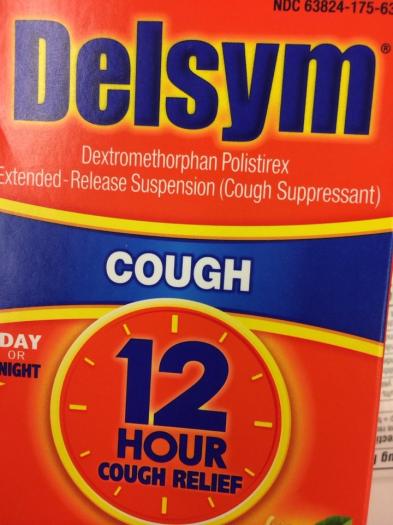 NDC 63824-175-63
Delsym®
Dextromethorphan Polistirex
Extended-Release Suspension (Cough Suppressant)
COUGH
DAY
OR
NIGHT
12
HOUR
COUGH RELIEF